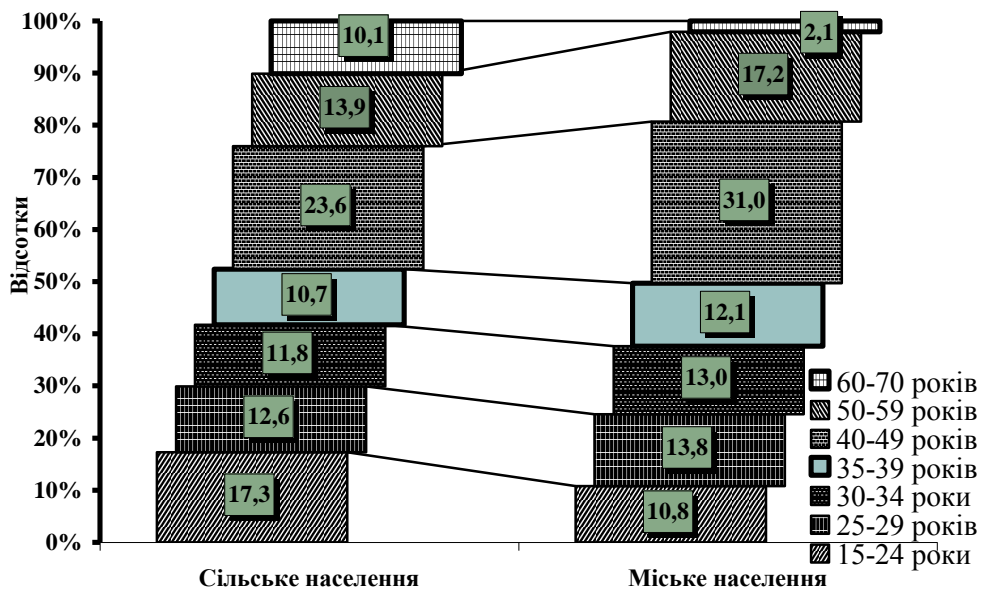 100%
90%
80%
70%
60%
50%
40%
30%
20%
10%
0%
Відсотки
10,1
13,9
23,6
10,7
11,8
12,6
17,3
2,1
17,2
31,0
12,1
13,0
13,8
10,8
Сільське населення
Міське населення
60-70 років
50-59 років
40-49 років
35-39 років
30-34 роки
25-29 років
15-24 роки